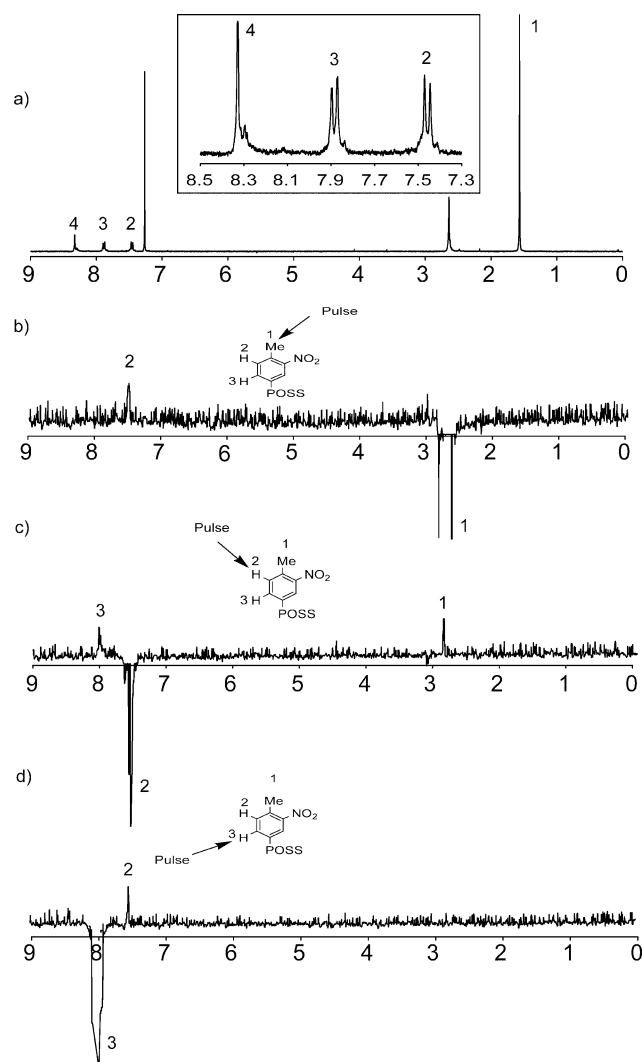 1
4
3
2
a)
8.5 8.3 8.1 7.9 7.7 7.5 7.3
4 3 2
9 8 7 6 5 4 3 2 1 0
b)
Pulse
1
2 Me
H NO2
3 H
POSS
2
9 8 7 6 5 4 3 2 1 0
1
c)
Pulse
1
2 Me
H NO2
3 H
POSS
3
1
9 8 7 6 5 4 3 2 1 0
2
d)
1
2 Me
H NO2
3 H
POSS
Pulse
2
9 8 7 6 5 4 3 2 1 0
3